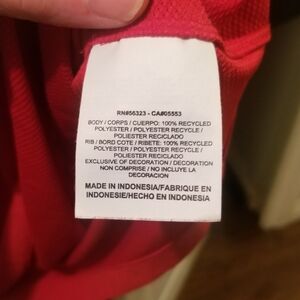 RN#56323 - CA#05553
BODY / CORPS / CUERPO: 100% RECYCLED
POLYESTER / POLYESTER RECYCLE /
POLIESTER RECICLADO
RIB / BORD COTE / RIBETE: 100% RECYCLED
POLYESTER / POLYESTER RECYCLE /
POLIESTER RECICLADO
EXCLUSIVE OF DECORATION / DECORATION
NON COMPRISE / NO INCLUYE LA
DECORACION
MADE IN INDONESIA/FABRIQUE EN
INDONESIE/HECHO EN INDONESIA